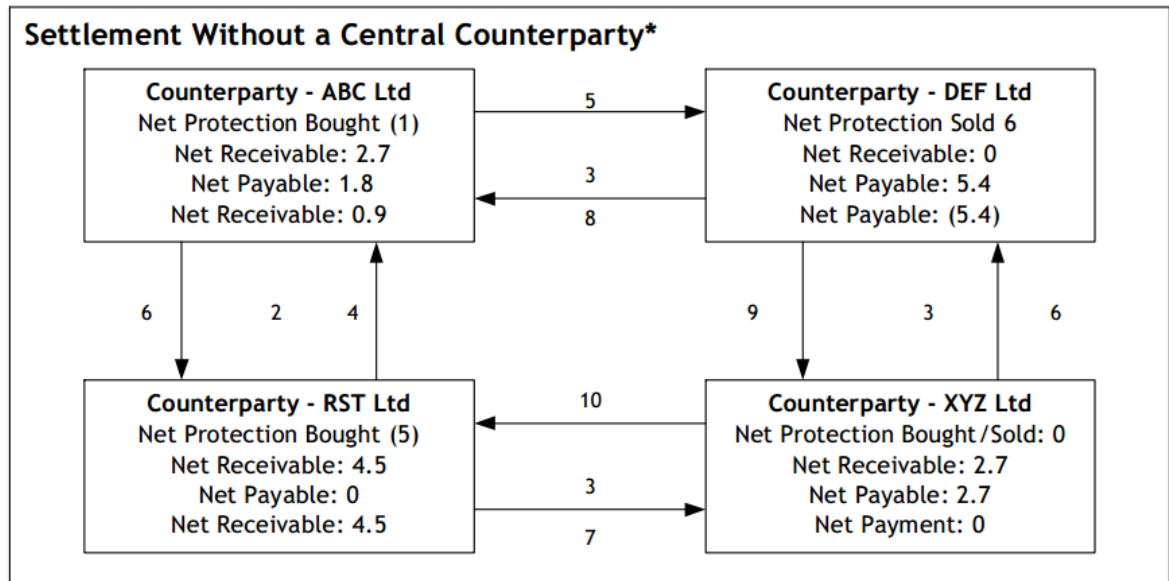 Settlement Without a Central Counterparty*
Counterparty - ABC Ltd
Net Protection Bought (1)
Net Receivable: 2.7
Net Payable: 1.8
Net Receivable: 0.9
5
3
8
Counterparty - DEF Ltd
Net Protection Sold 6
Net Receivable: 0
Net Payable: 5.4
Net Payable: (5.4)
6 2 4
9 3 6
Counterparty - RST Ltd
Net Protection Bought (5)
Net Receivable: 4.5
Net Payable: 0
Net Receivable: 4.5
10
3
7
Counterparty - XYZ Ltd
Net Protection Bought/Sold: 0
Net Receivable: 2.7
Net Payable: 2.7
Net Payment: 0